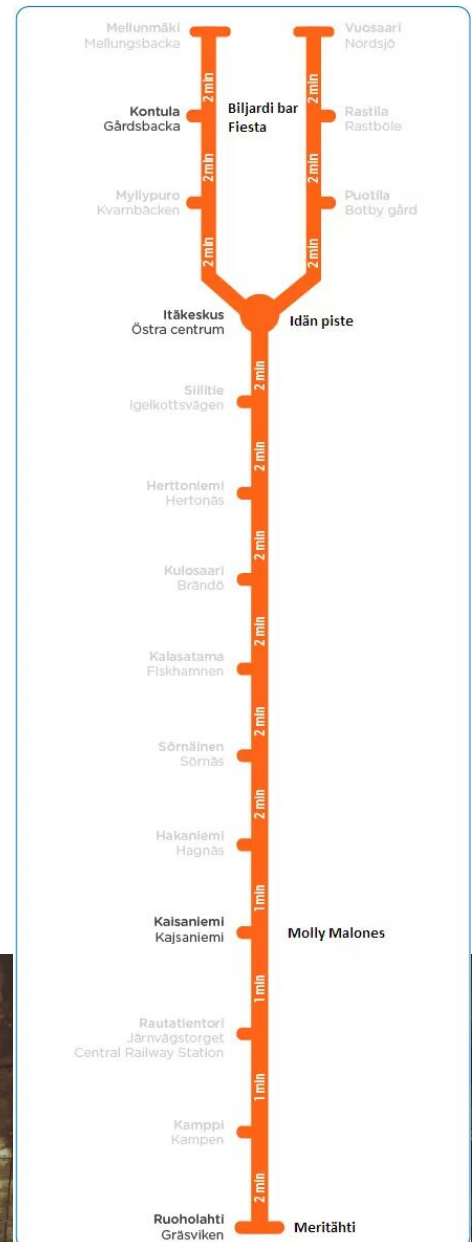 Mellunmäki
Mellungsbacka
Vuosaari
Nordsjö
2 min
2 min
Kontula
Gårdsbacka
Biljardi bar
Fiesta
Rastila
Rastböle
2 min
2 min
Myllypuro
Kvarnbäcken
Puotila
Botby gård
2 min
2 min
Itäkeskus
Östra centrum
Idän piste
2 min
Siilitie
Igelkottsvägen
2 min
Herttoniemi
Hertonäs
2 min
Kulosaari
Brändö
2 min
Kalasatama
Fiskhamnen
2 min
Sörnäinen
Sörnäs
2 min
Hakaniemi
Hagnäs
1 min
Kaisaniemi
Kajsaniemi
Molly Malones
1 min
Rautatientori
Järnvägstorget
Central Railway Station
1 min
Kamppi
Kampen
2 min
Ruoholahti
Gräsviken
Meritähti